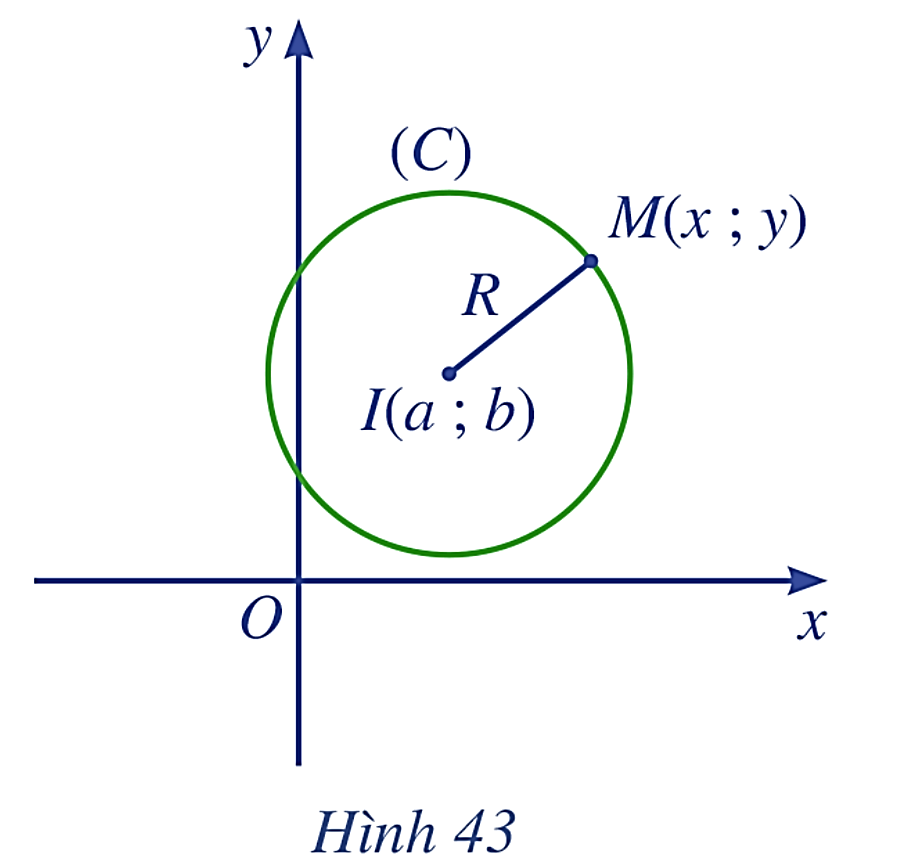 y
(C)
M(x ; y)
R
I(a ; b)
O
x
Hình 43